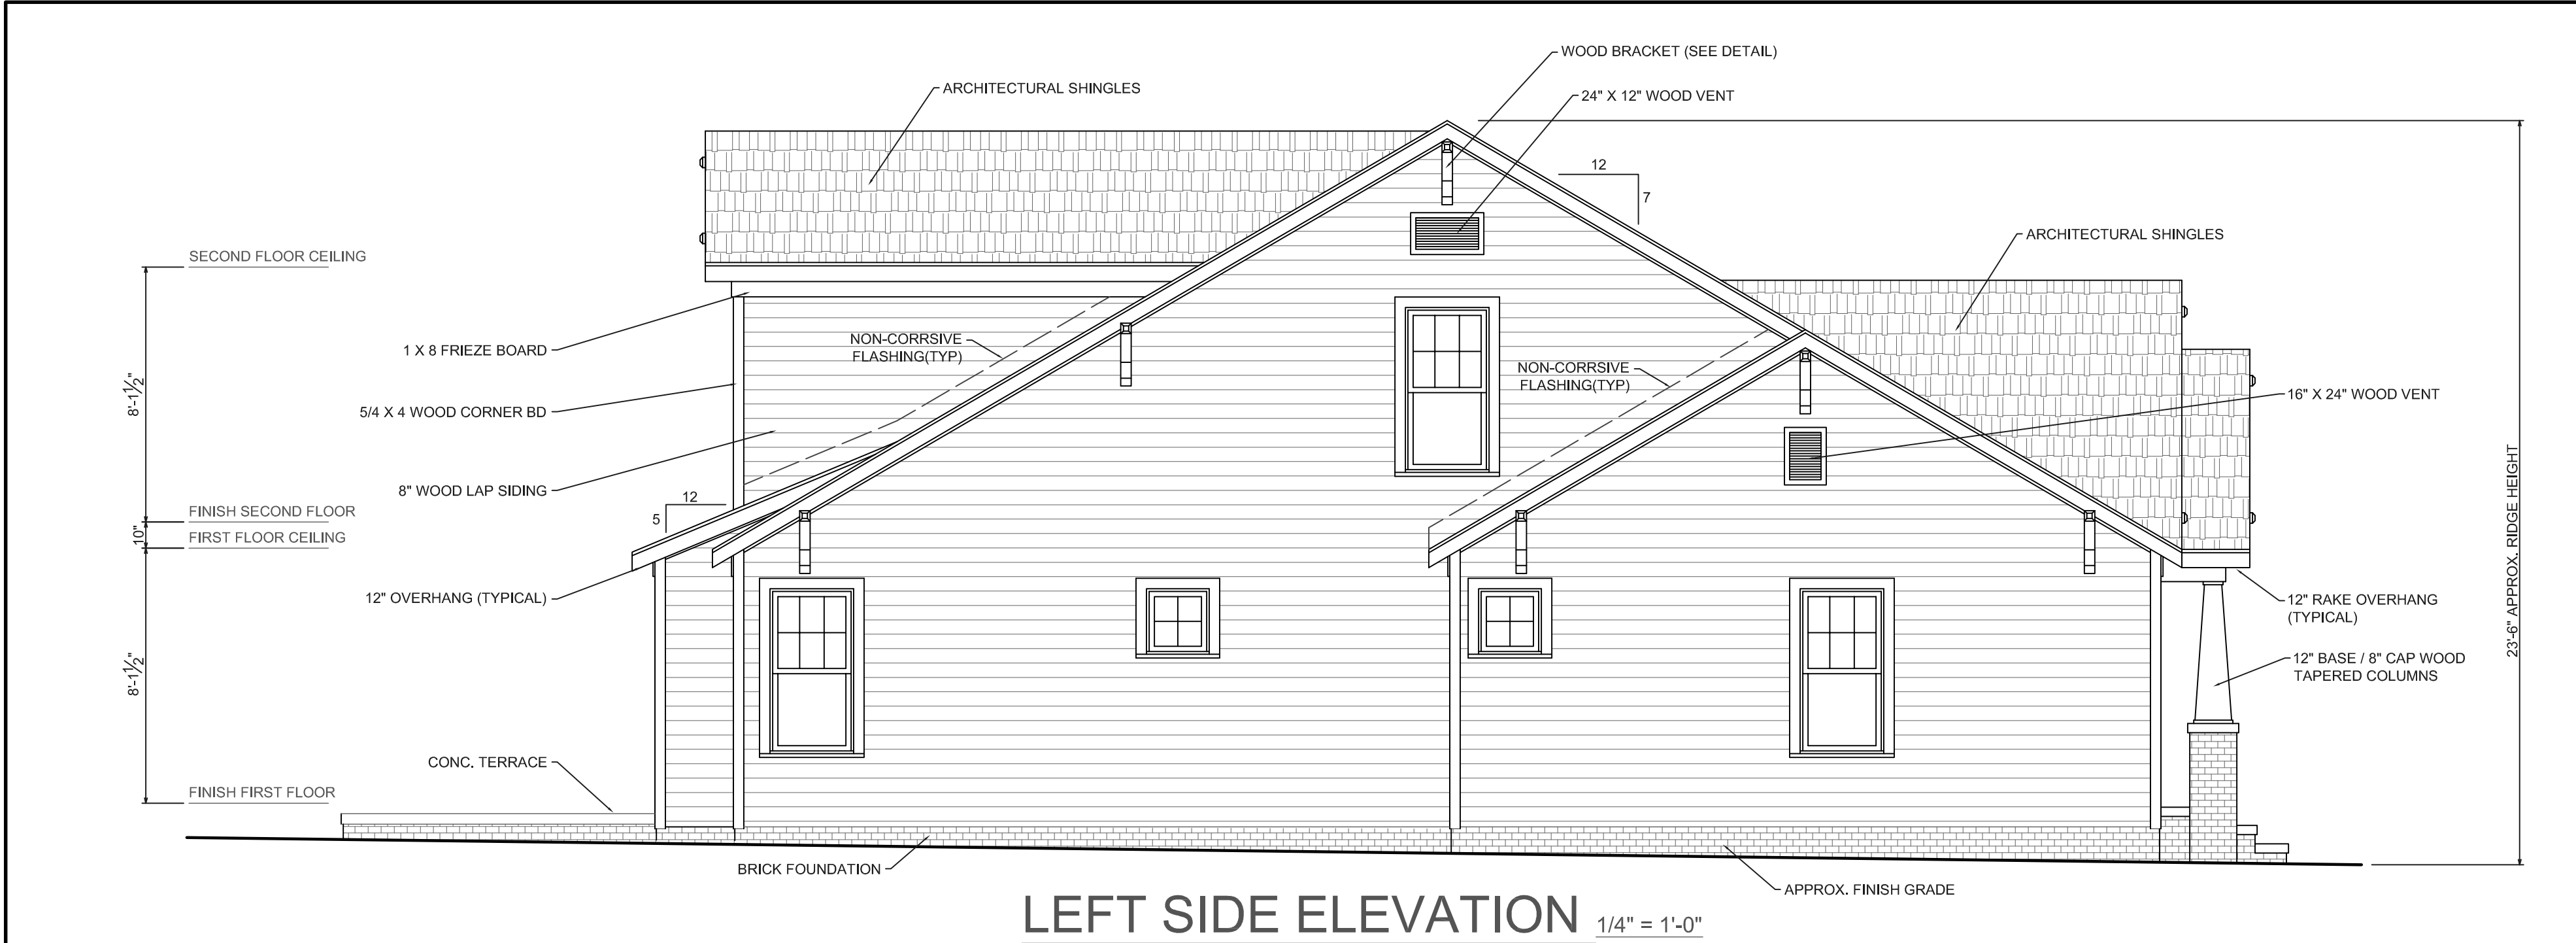 WOOD BRACKET (SEE DETAIL)
ARCHITECTURAL SHINGLES
24" X 12" WOOD VENT
12
7
ARCHITECTURAL SHINGLES
SECOND FLOOR CEILING
1 X 8 FRIEZE BOARD
NON-CORRSIVE
FLASHING(TYP)
NON-CORRSIVE
FLASHING(TYP)
8'-1½"
5/4 X 4 WOOD CORNER BD
16" X 24" WOOD VENT
8" WOOD LAP SIDING
12
5
FINISH SECOND FLOOR
10"
FIRST FLOOR CEILING
23'-6" APPROX. RIDGE HEIGHT
12" OVERHANG (TYPICAL)
12" RAKE OVERHANG
(TYPICAL)
8'-1½"
12" BASE / 8" CAP WOOD
TAPERED COLUMNS
CONC. TERRACE
FINISH FIRST FLOOR
BRICK FOUNDATION
APPROX. FINISH GRADE
LEFT SIDE ELEVATION 1/4" = 1'-0"